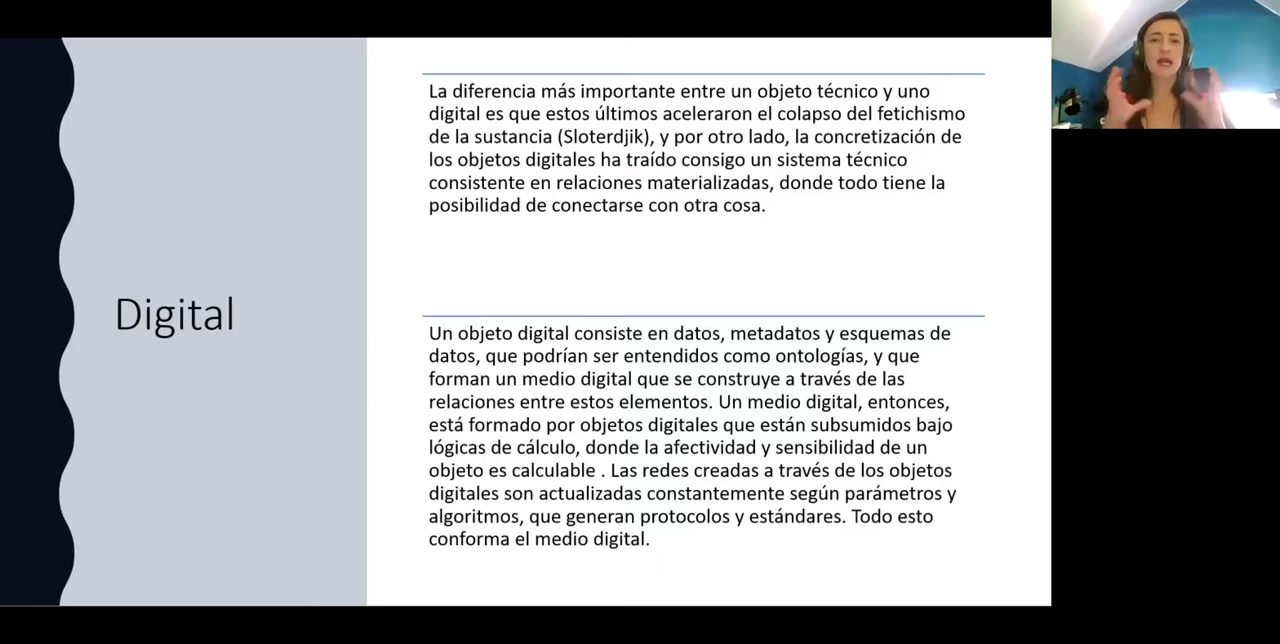 Digital
La diferencia más importante entre un objeto técnico y uno
digital es que estos últimos aceleraron el colapso del fetichismo
de la sustancia (Sloterdjik), y por otro lado, la concretización de
los objetos digitales ha traído consigo un sistema técnico
consistente en relaciones materializadas, donde todo tiene la
posibilidad de conectarse con otra cosa.
Un objeto digital consiste en datos, metadatos y esquemas de
datos, que podrían ser entendidos como ontologías, y que
forman un medio digital que se construye a través de las
relaciones entre estos elementos. Un medio digital, entonces,
está formado por objetos digitales que están subsumidos bajo
lógicas de cálculo, donde la afectividad y sensibilidad de un
objeto es calculable . Las redes creadas a través de los objetos
digitales son actualizadas constantemente según parámetros y
algoritmos, que generan protocolos y estándares. Todo esto
conforma el medio digital.